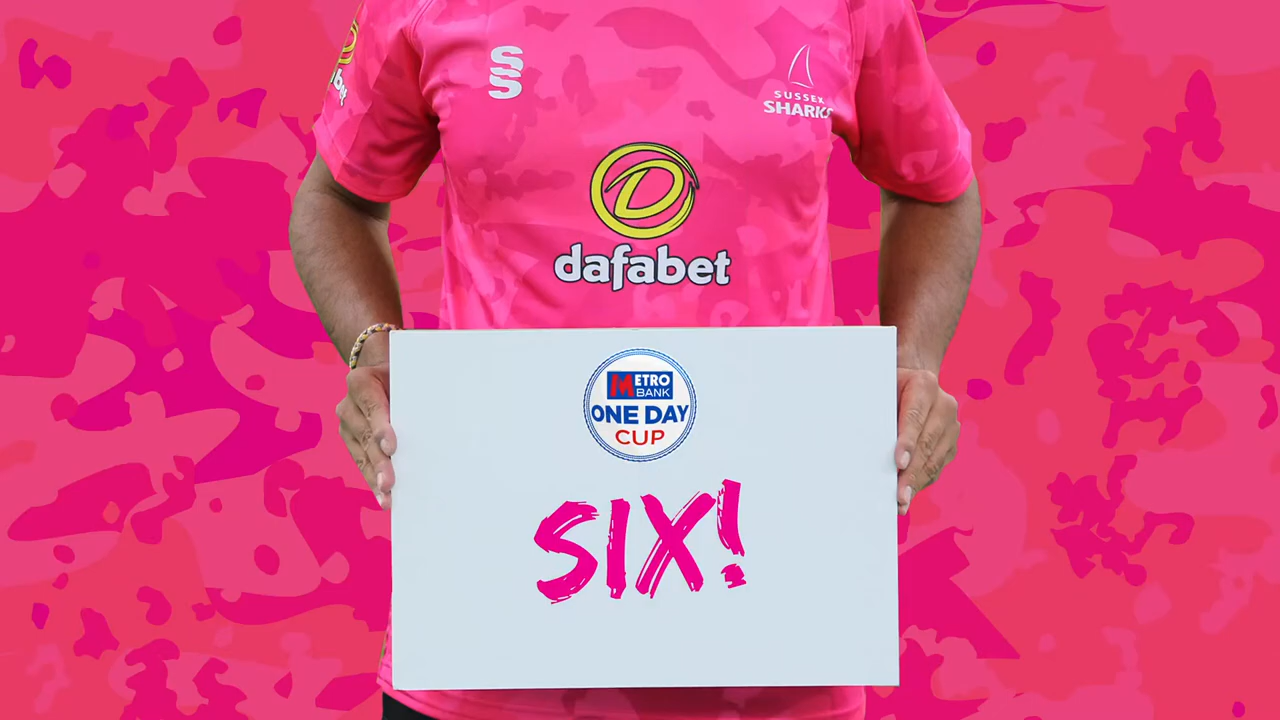 SUSSEX
SHARKS
dafabet
METRO
BANK
ONE DAY
CUP
SIX!